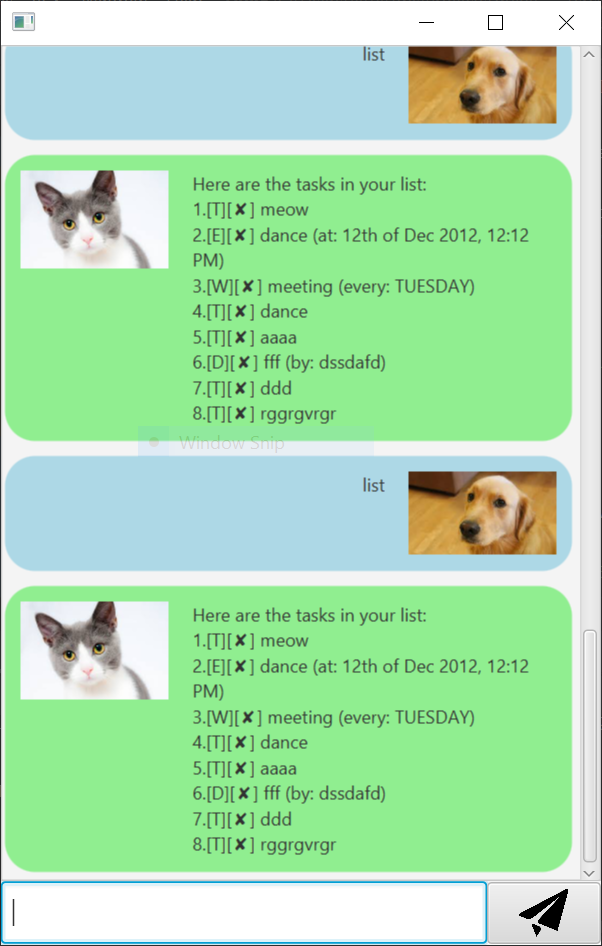 list
Here are the tasks in your list:
1.[T][✘] meow
2.[E][✘] dance (at: 12th of Dec 2012, 12:12
PM)
3.[W][✘] meeting (every: TUESDAY)
4.[T][✘] dance
5.[T][✘] aaaa
6.[D][✘] fff (by: dssdafd)
7.[T][✘] ddd
8.[T][✘] rggrgvrgr
Window Snip
list
Here are the tasks in your list:
1.[T][✘] meow
2.[E][✘] dance (at: 12th of Dec 2012, 12:12
PM)
3.[W][✘] meeting (every: TUESDAY)
4.[T][✘] dance
5.[T][✘] aaaa
6.[D][✘] fff (by: dssdafd)
7.[T][✘] ddd
8.[T][✘] rggrgvrgr